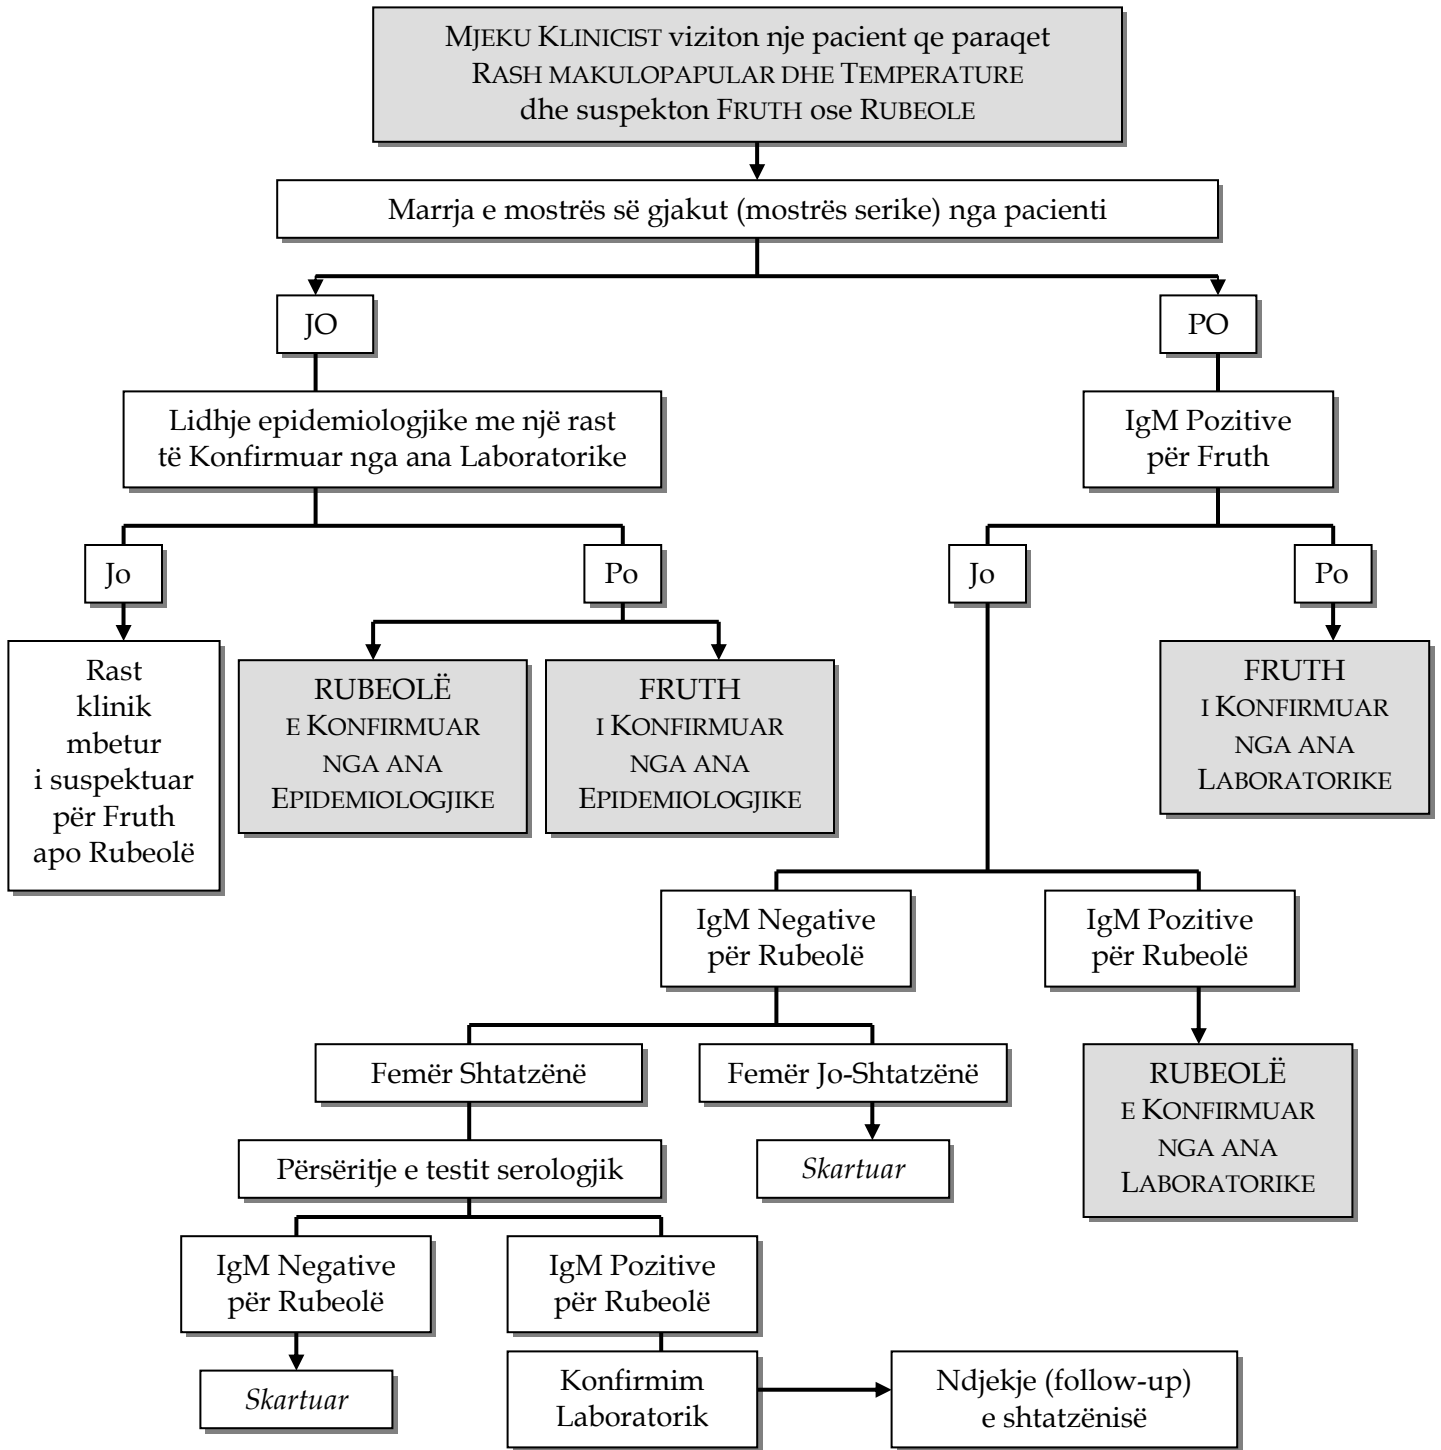 MJEKU KLINICIST viziton nje pacient qe paraqet
RASH MAKULOPAPULAR DHE TEMPERATURE
dhe suspekton FRUTH ose RUBEOLE
Marrja e mostrës së gjakut (mostrës serike) nga pacienti
JO
PO
Lidhje epidemiologjike me një rast
të Konfirmuar nga ana Laboratorike
IgM Pozitive
për Fruth
Jo
Po
Jo
Po
Rast
klinik
mbetur
i suspektuar
për Fruth
apo Rubeolë
RUBEOLË
E KONFIRMUAR
NGA ANA
EPIDEMIOLOGJIKE
FRUTH
I KONFIRMUAR
NGA ANA
EPIDEMIOLOGJIKE
FRUTH
I KONFIRMUAR
NGA ANA
LABORATORIKE
IgM Negative
për Rubeolë
IgM Pozitive
për Rubeolë
Femër Shtatzënë
Femër Jo-Shtatzënë
RUBEOLË
E KONFIRMUAR
NGA ANA
LABORATORIKE
Përsëritje e testit serologjik
Skartuar
IgM Negative
për Rubeolë
IgM Pozitive
për Rubeolë
Skartuar
Konfirmim
Laboratorik
Ndjekje (follow-up)
e shtatzënisë